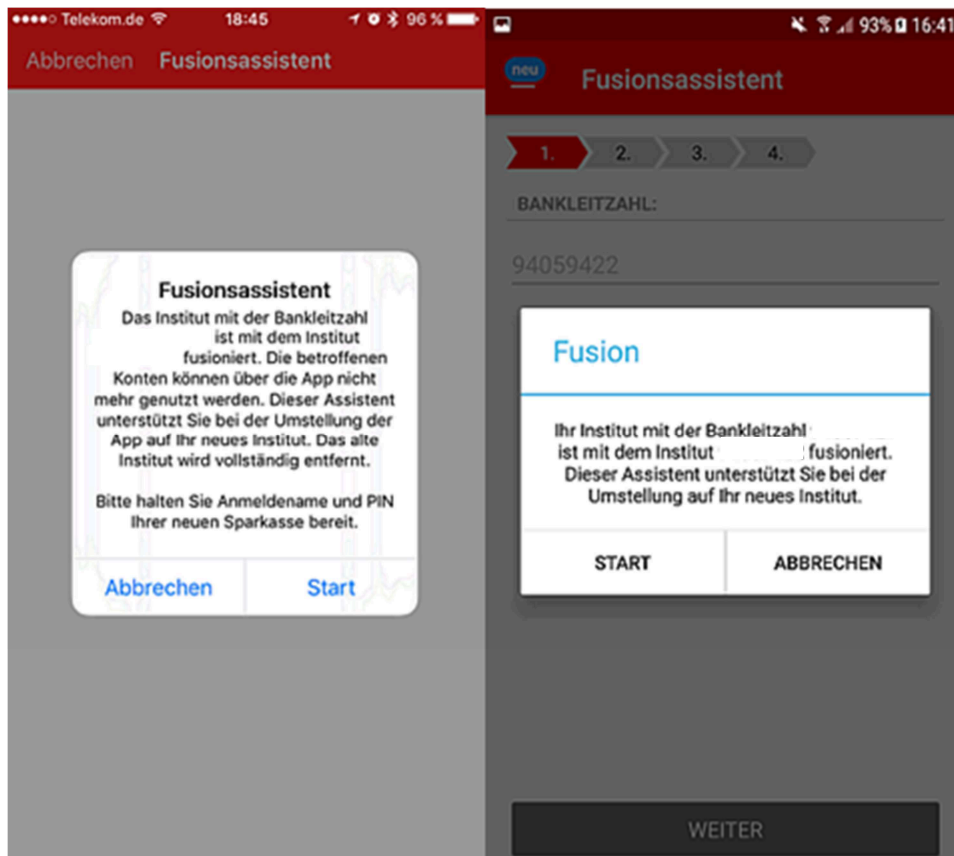 Telekom.de 18:45 96 %
Abbrechen Fusionsassistent
Fusionsassistent
Das Institut mit der Bankleitzahl
ist mit dem Institut
fusioniert. Die betroffenen
Konten können über die App nicht
mehr genutzt werden. Dieser Assistent
unterstützt Sie bei der Umstellung der
App auf Ihr neues Institut. Das alte
Institut wird vollständig entfernt.
Bitte halten Sie Anmeldename und PIN
Ihrer neuen Sparkasse bereit.
Abbrechen Start
93% 16:41
neu
Fusionsassistent
1. 2. 3. 4.
BANKLEITZAHL:
94059422
Fusion
Ihr Institut mit der Bankleitzahl
ist mit dem Institut fusioniert.
Dieser Assistent unterstützt Sie bei der
Umstellung auf Ihr neues Institut.
START ABBRECHEN
WEITER